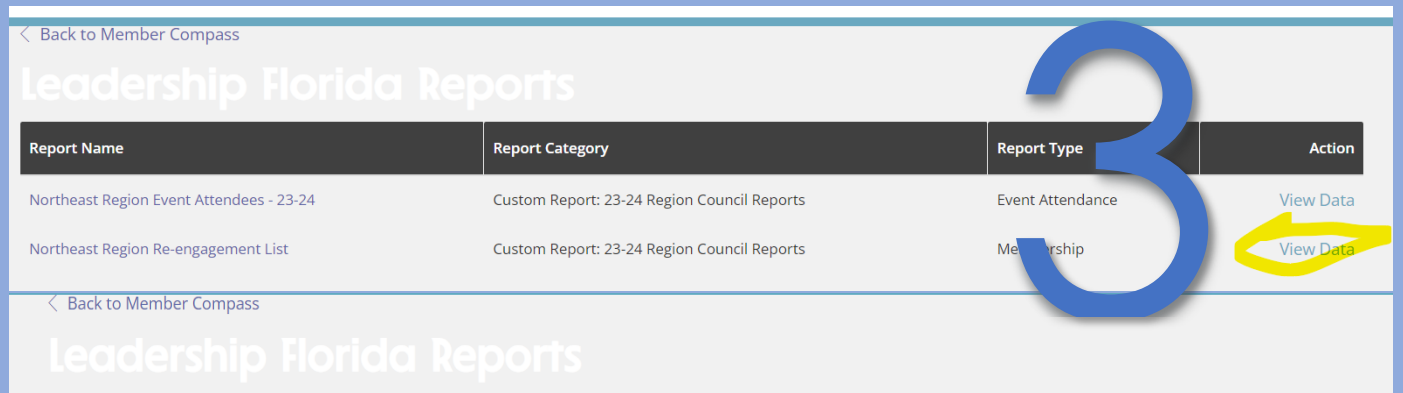 Back to Member Compass
Leadership Florida Reports
Report Name Report Category Report Type Action
Northeast Region Event Attendees - 23-24 Custom Report: 23-24 Region Council Reports Event Attendance View Data
Northeast Region Re-engagement List Custom Report: 23-24 Region Council Reports View Data
3
Back to Member Compass
Leadership Florida Reports